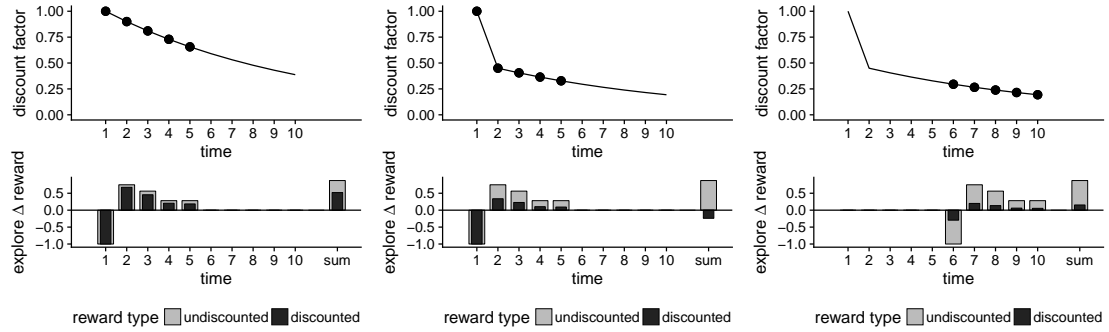 discount factor
1.00
0.75
0.50
0.25
0.00
1 2 3 4 5 6 7 8 9 10
time
explore Δ reward
0.5
0.0
−0.5
−1.0
1 2 3 4 5 6 7 8 9 10 sum
time
reward type undiscounted discounted
discount factor
1.00
0.75
0.50
0.25
0.00
1 2 3 4 5 6 7 8 9 10
time
explore Δ reward
0.5
0.0
−0.5
−1.0
1 2 3 4 5 6 7 8 9 10 sum
time
reward type undiscounted discounted
discount factor
1.00
0.75
0.50
0.25
0.00
1 2 3 4 5 6 7 8 9 10
time
explore Δ reward
0.5
0.0
−0.5
−1.0
1 2 3 4 5 6 7 8 9 10 sum
time
reward type undiscounted discounted